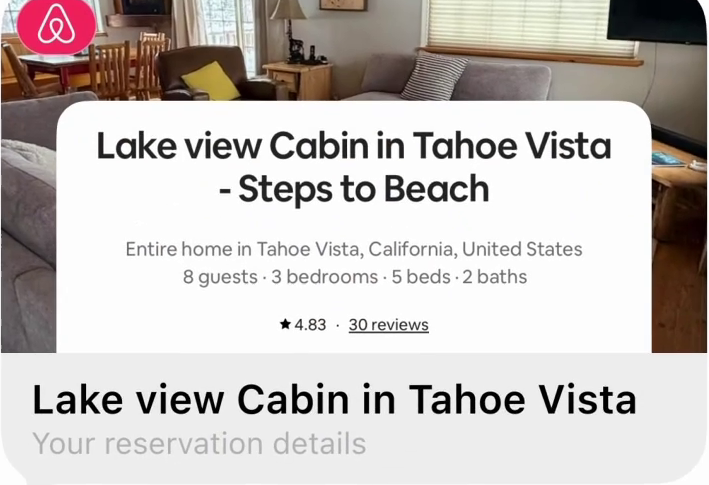 Lake view Cabin in Tahoe Vista
- Steps to Beach
Entire home in Tahoe Vista, California, United States
8 guests · 3 bedrooms · 5 beds · 2 baths
★ 4.83 · 30 reviews
Lake view Cabin in Tahoe Vista
Your reservation details